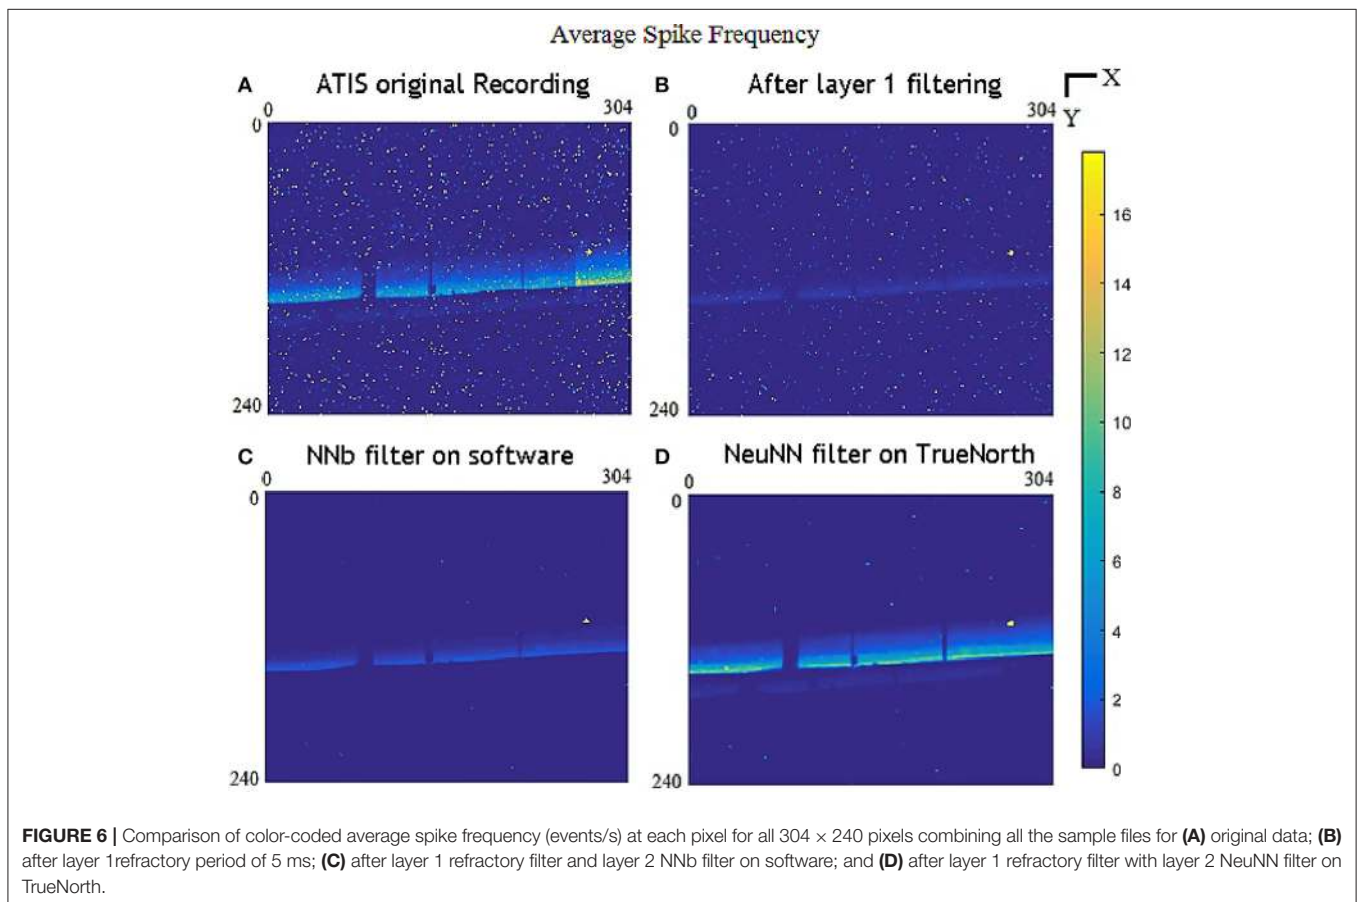 Average Spike Frequency
A ATIS original Recording
0 304
0
240
B After layer 1 filtering
0 304
0
240
X
Y
C NNb filter on software
0 304
0
240
D NeuNN filter on TrueNorth
0 304
0
240
16
14
12
10
8
6
4
2
0
FIGURE 6 | Comparison of color-coded average spike frequency (events/s) at each pixel for all 304 × 240 pixels combining all the sample files for (A) original data; (B)
after layer 1refractory period of 5 ms; (C) after layer 1 refractory filter and layer 2 NNb filter on software; and (D) after layer 1 refractory filter with layer 2 NeuNN filter on
TrueNorth.